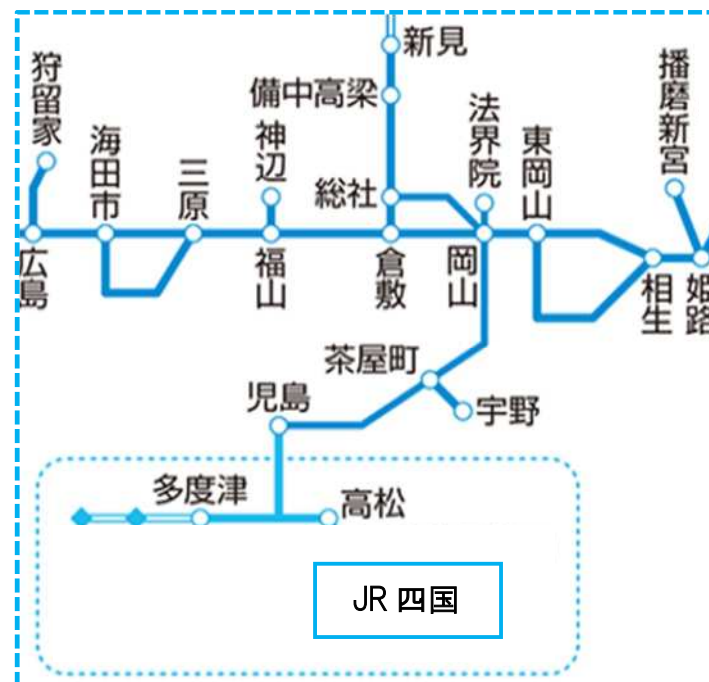 新見
備中高梁
狩留家
海田市
三原
神辺
総社
法界院
東岡山
播磨新宮
広島
福山
倉敷
岡山
相生
姫路
茶屋町
児島
宇野
多度津
高松
JR 四国